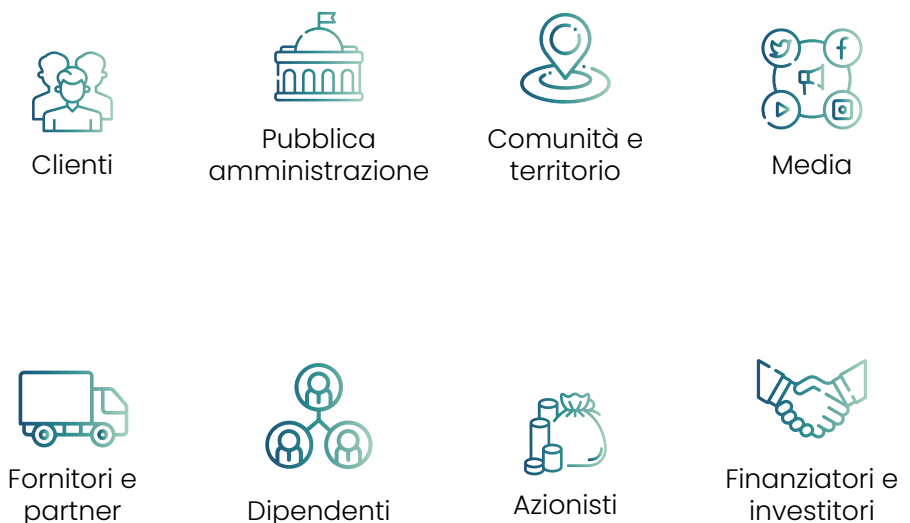 Clienti
Pubblica
amministrazione
Comunità e
territorio
Media
Fornitori e
partner
Dipendenti
Azionisti
Finanziatori e
investitori